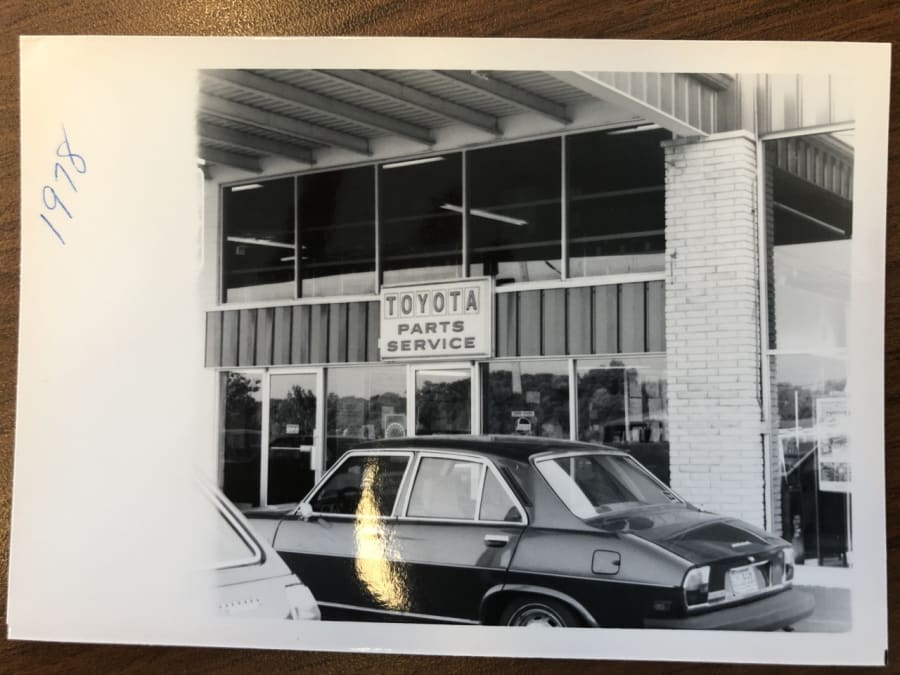 1978
TOYOTA
PARTS
SERVICE